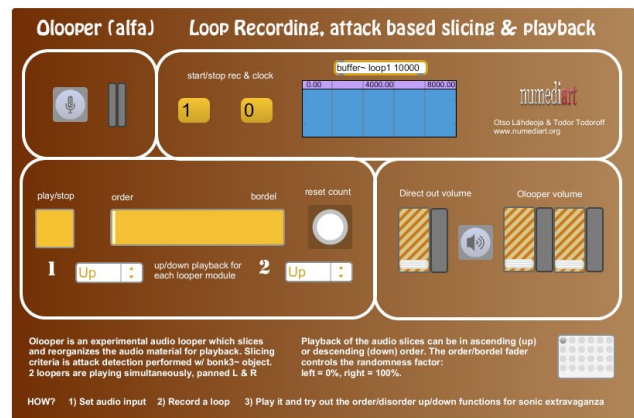 Olooper (alfa)
Loop Recording, attack based slicing & playback
start/stop rec & clock
buffer~ loop1 10000
0.00 4000.00 8000.00
1 0
numediart
Otso Lähdeoja & Todor Todoroff
www.numediart.org
play/stop
order
bordel
reset count
1
Up
up/down playback for
each looper module
2
Up
Direct out volume
Olooper volume
Olooper is an experimental audio looper which slices
and reorganizes the audio material for playback. Slicing
criteria is attack detection performed w/ bonk3~ object.
2 loopers are playing simultaneously, panned L & R
Playback of the audio slices can be in ascending (up)
or descending (down) order. The order/bordel fader
controls the randomness factor:
left = 0%, right = 100%.
HOW? 1) Set audio input 2) Record a loop 3) Play it and try out the order/disorder up/down functions for sonic extravaganza